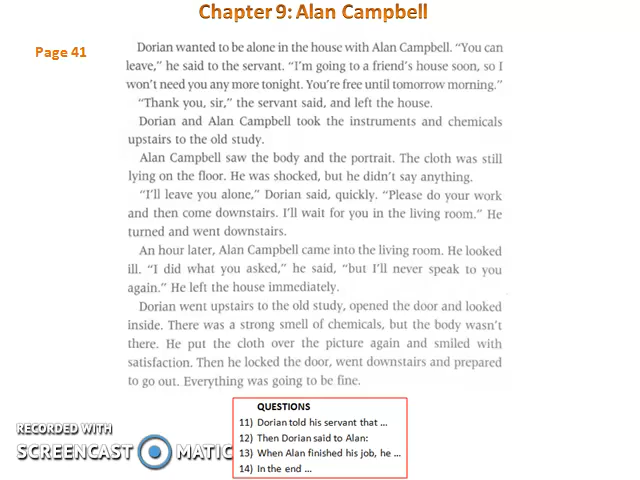 Chapter 9: Alan Campbell
Page 41
Dorian wanted to be alone in the house with Alan Campbell. “You can
leave,” he said to the servant. “I’m going to a friend’s house soon, so I
won’t need you any more tonight. You’re free until tomorrow morning.”
“Thank you, sir,” the servant said, and left the house.
Dorian and Alan Campbell took the instruments and chemicals
upstairs to the old study.
Alan Campbell saw the body and the portrait. The cloth was still
lying on the floor. He was shocked, but he didn’t say anything.
“I’ll leave you alone,” Dorian said, quickly. “Please do your work
and then come downstairs. I’ll wait for you in the living room.” He
turned and went downstairs.
An hour later, Alan Campbell came into the living room. He looked
ill. “I did what you asked,” he said, “but I’ll never speak to you
again.” He left the house immediately.
Dorian went upstairs to the old study, opened the door and looked
inside. There was a strong smell of chemicals, but the body wasn’t
there. He put the cloth over the picture again and smiled with
satisfaction. Then he locked the door, went downstairs and prepared
to go out. Everything was going to be fine.
QUESTIONS
11) Dorian told his servant that ...
12) Then Dorian said to Alan:
13) When Alan finished his job, he ...
14) In the end ...
RECORDED WITH
SCREENCAST MATIC